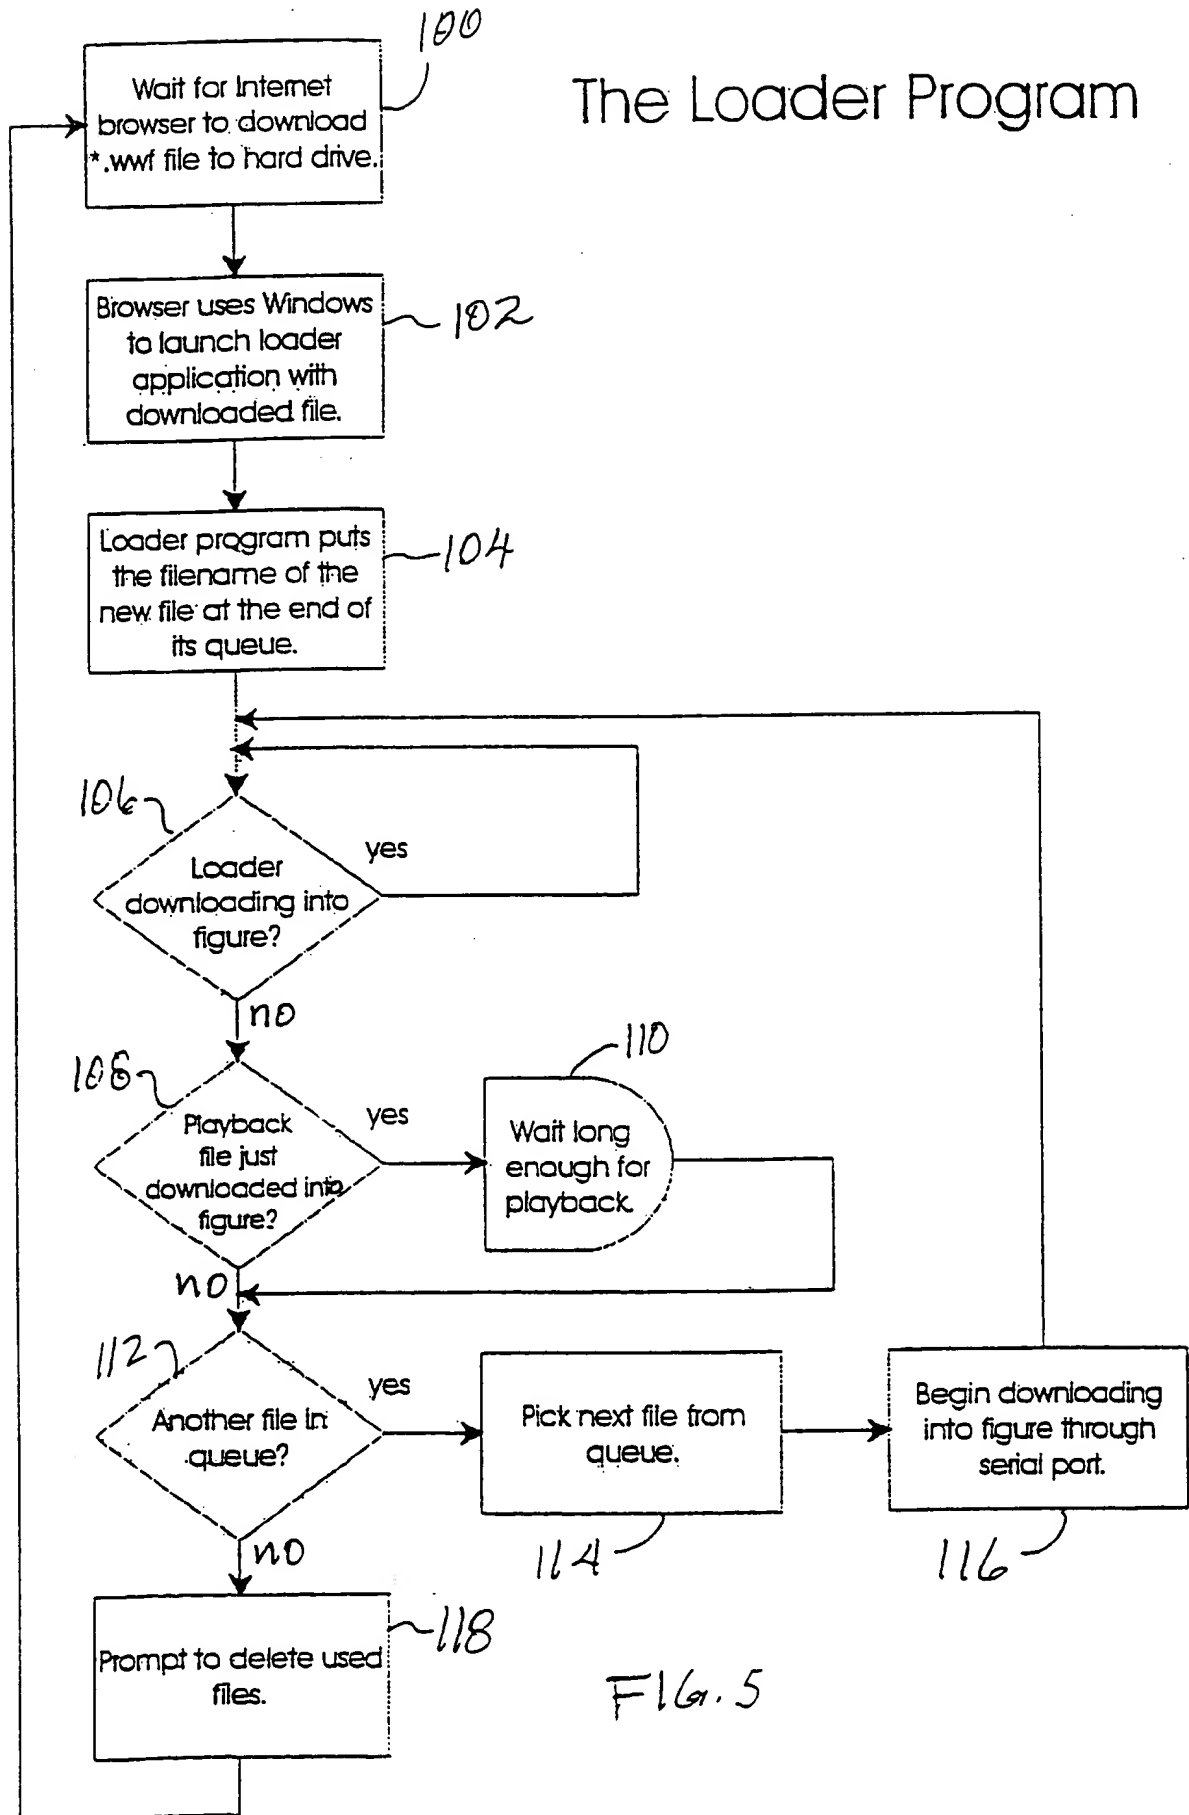 100
The Loader Program
Wait for Internet
browser to download
*.wwf file to hard drive.
Browser uses Windows
to launch loader
application with
downloaded file.
102
Loader program puts
the filename of the
new file at the end of
its queue.
104
106
yes
Loader
downloading into
figure?
no
108
yes
Playback
file just
downloaded into
figure?
110
Wait long
enough for
playback.
no
112
yes
Another file in
queue?
Pick next file from
queue.
114
Begin downloading
into figure through
serial port.
116
no
Prompt to delete used
files.
118
FIG. 5